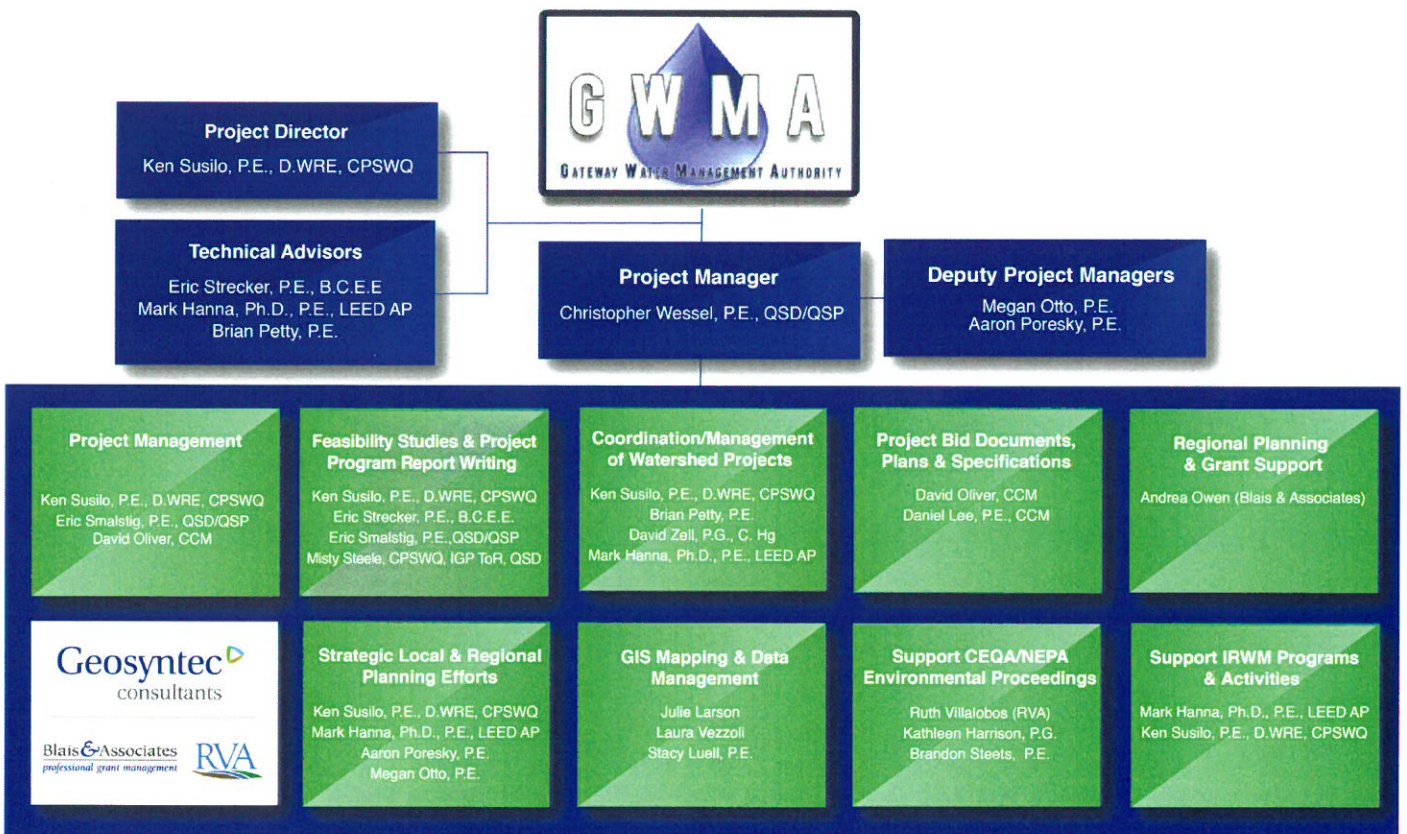 GWMA
GATEWAY WATER MANAGEMENT AUTHORITY
Project Director
Ken Susilo, P.E., D.WRE, CPSWQ
Technical Advisors
Eric Strecker, P.E., B.C.E.E
Mark Hanna, Ph.D., P.E., LEED AP
Brian Petty, P.E.
Project Manager
Christopher Wessel, P.E., QSD/QSP
Deputy Project Managers
Megan Otto, P.E.
Aaron Poresky, P.E.
Project Management
Ken Susilo, P.E., D.WRE, CPSWQ
Eric Smalstig, P.E., QSD/QSP
David Oliver, CCM
Feasibility Studies & Project
Program Report Writing
Ken Susilo, P.E., D.WRE, CPSWQ
Eric Strecker, P.E., B.C.E.E.
Eric Smalstig, P.E.,QSD/QSP
Misty Steele, CPSWQ, IGP ToR, QSD
Coordination/Management
of Watershed Projects
Ken Susilo, P.E., D.WRE, CPSWQ
Brian Petty, P.E.
David Zell, P.G., C. Hg
Mark Hanna, Ph.D., P.E., LEED AP
Project Bid Documents,
Plans & Specifications
David Oliver, CCM
Daniel Lee, P.E., CCM
Regional Planning
& Grant Support
Andrea Owen (Blais & Associates)
Geosyntec
consultants
Blais & Associates
professional grant management
RVA
Strategic Local & Regional
Planning Efforts
Ken Susilo, P.E., D.WRE, CPSWQ
Mark Hanna, Ph.D., P.E., LEED AP
Aaron Poresky, P.E.
Megan Otto, P.E.
GIS Mapping & Data
Management
Julie Larson
Laura Vezzoli
Stacy Luell, P.E.
Support CEQA/NEPA
Environmental Proceedings
Ruth Villalobos (RVA)
Kathleen Harrison, P.G.
Brandon Steets, P.E.
Support IRWM Programs
& Activities
Mark Hanna, Ph.D., P.E., LEED AP
Ken Susilo, P.E., D.WRE, CPSWQ